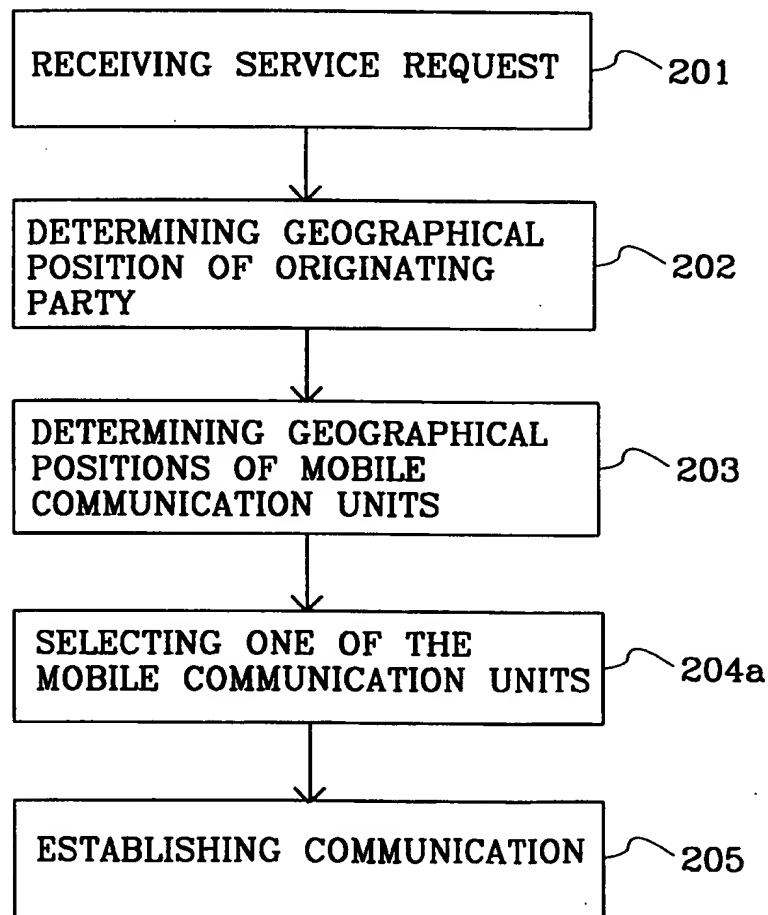 RECEIVING SERVICE REQUEST
201
DETERMINING GEOGRAPHICAL
POSITION OF ORIGINATING
PARTY
202
DETERMINING GEOGRAPHICAL
POSITIONS OF MOBILE
COMMUNICATION UNITS
203
SELECTING ONE OF THE
MOBILE COMMUNICATION UNITS
204a
ESTABLISHING COMMUNICATION
205